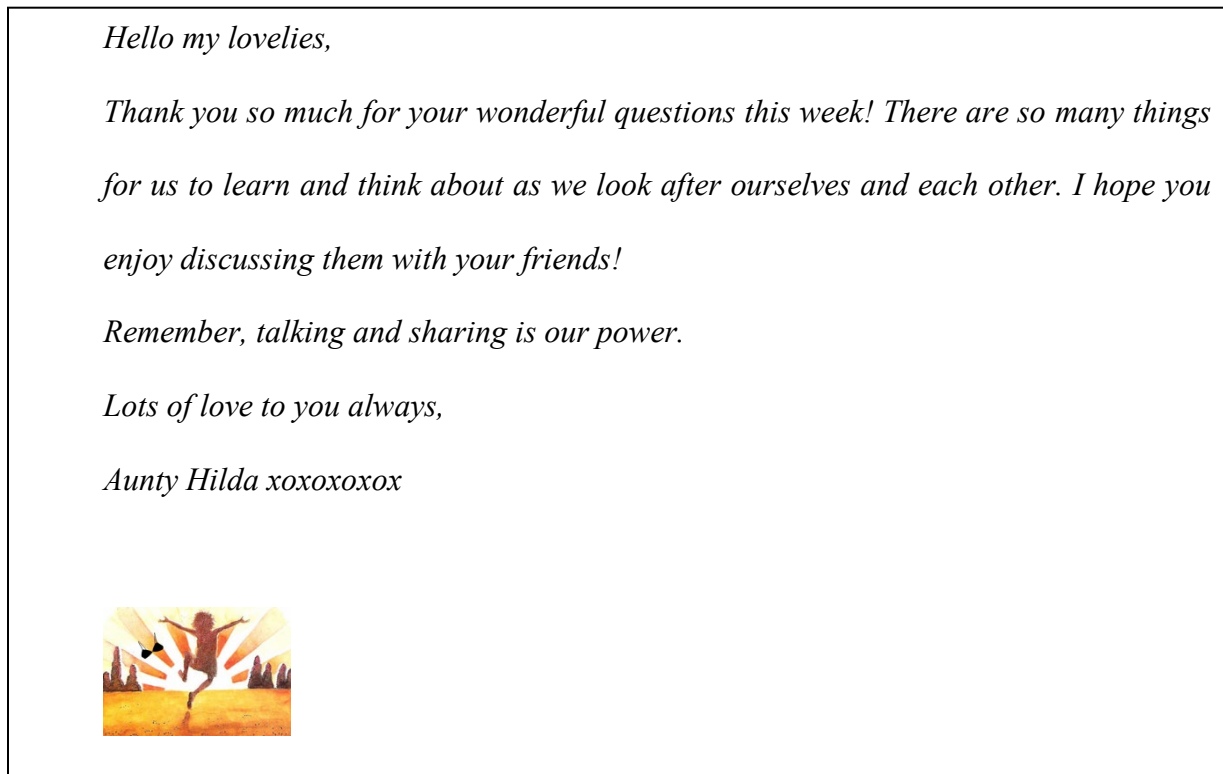 Hello my lovelies,
Thank you so much for your wonderful questions this week! There are so many things
for us to learn and think about as we look after ourselves and each other. I hope you
enjoy discussing them with your friends!
Remember, talking and sharing is our power.
Lots of love to you always,
Aunty Hilda xoxoxoxox